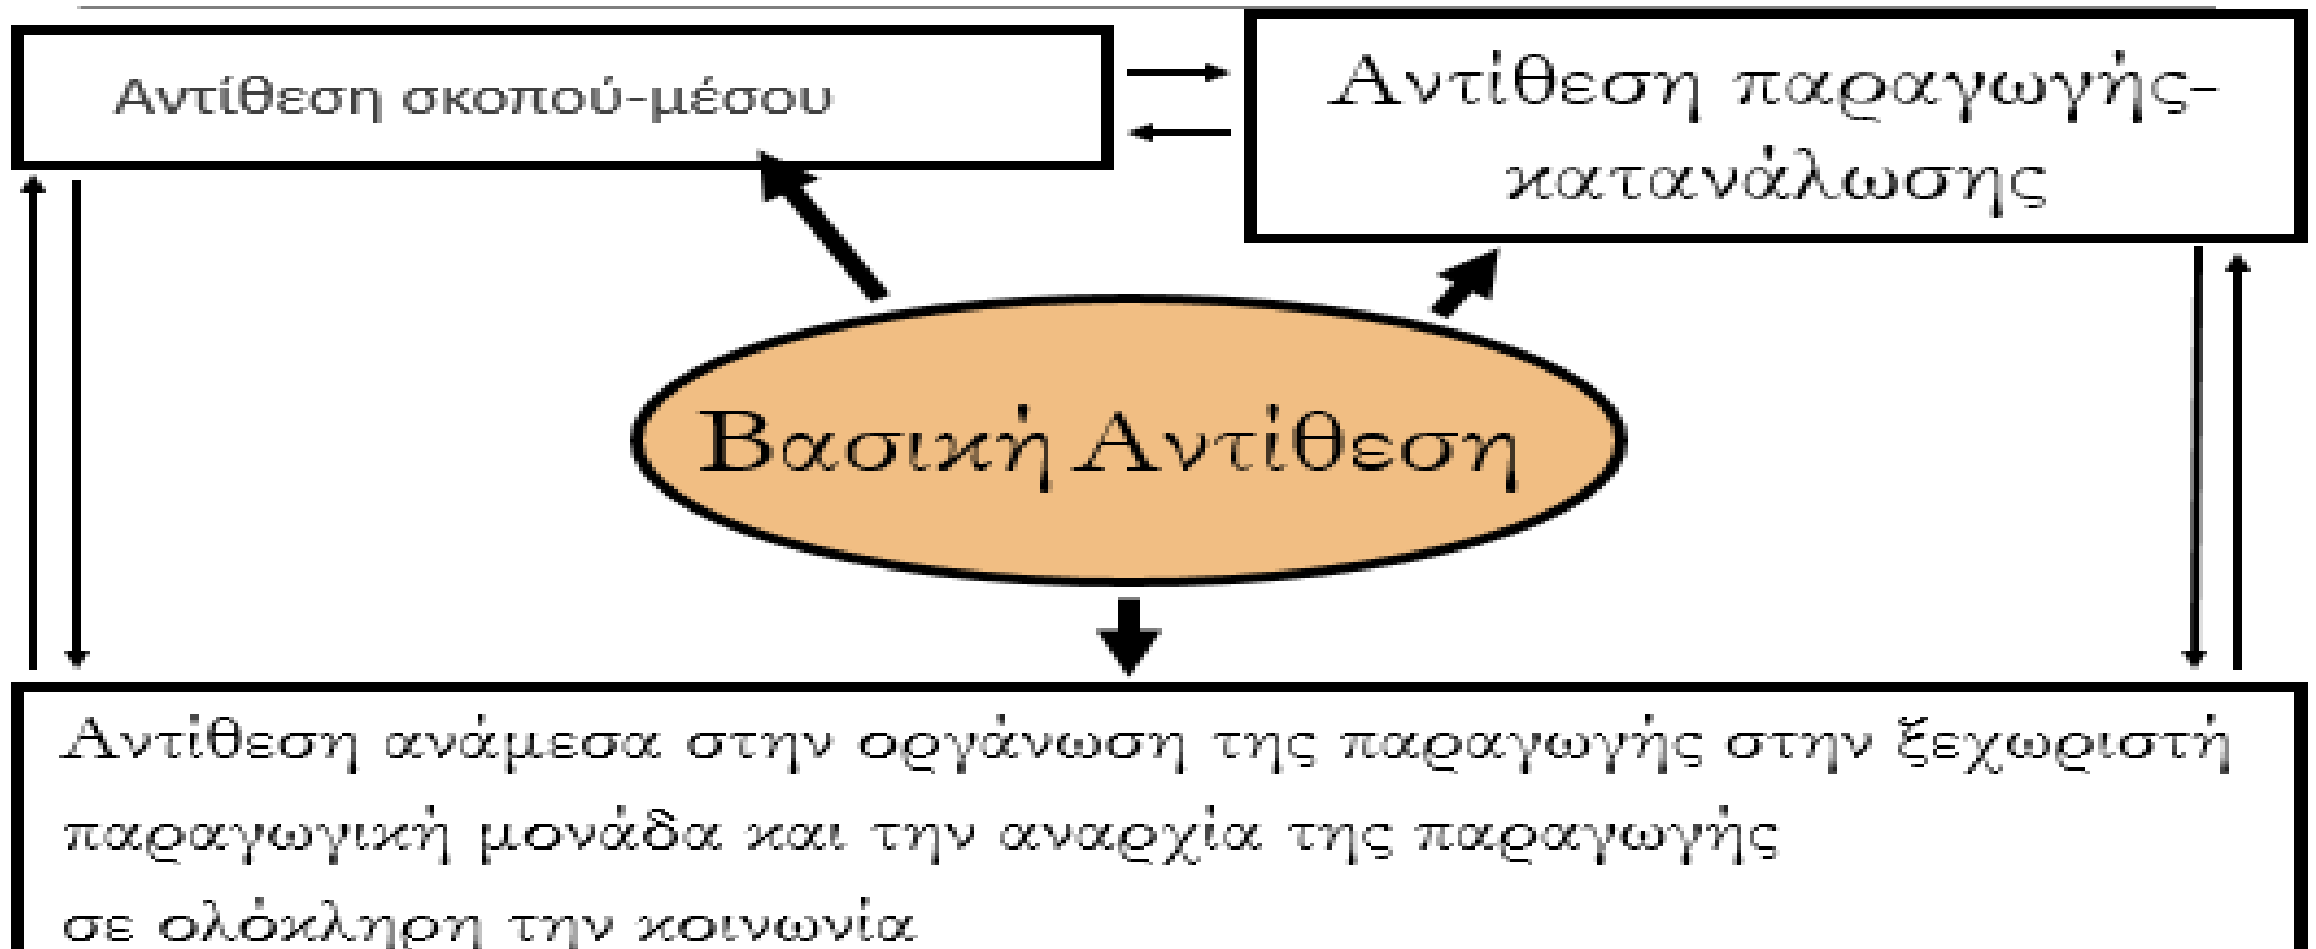 Αντίθεση σκοπού-μέσου
Αντίθεση παραγωγής-
κατανάλωσης
Βασική Αντίθεση
Αντίθεση ανάμεσα στην οργάνωση της παραγωγής στην ξεχωριστή
παραγωγική μονάδα και την αναρχία της παραγωγής
σε ολόκληρη την κοινωνία